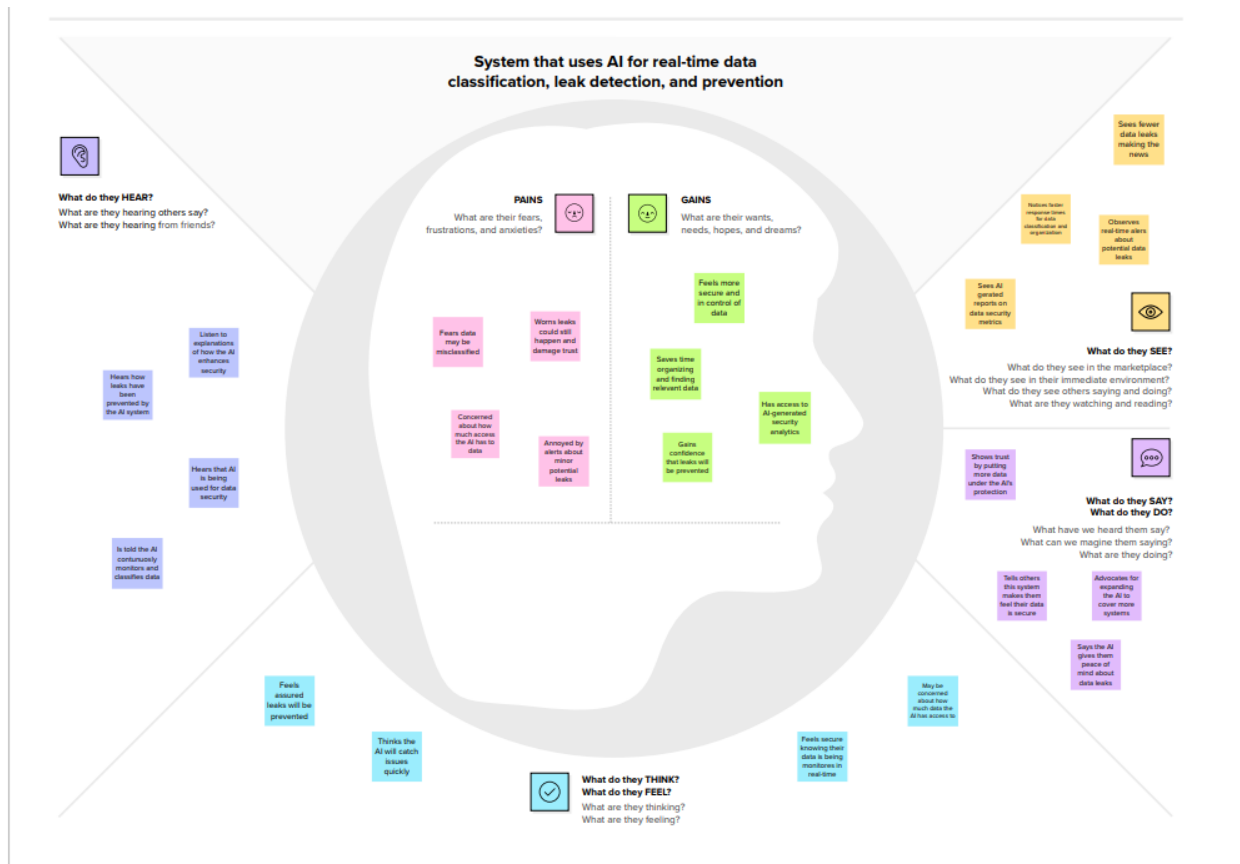 System that uses AI for real-time data
classification, leak detection, and prevention
What do they HEAR?
What are they hearing others say?
What are they hearing from friends?
Listen to
explanations
of how the AI
enhances
security
Hears how
leaks have
been
prevented by
the AI system
Hears that AI
is being
used for data
security
Is told the AI
contunuosly
monitors and
classifies data
PAINS
What are their fears,
frustrations, and anxieties?
Fears data
may be
misclassified
Worns leaks
could still
happen and
damage trust
Concerned
about how
much access
the AI has to
data
Annoyed by
alerts about
minor
potential
leaks
GAINS
What are their wants,
needs, hopes, and dreams?
Feels more
secure and
in control of
data
Saves time
organizing
and finding
relevant data
Has access to
AI-generated
security
analytics
Gains
confidence
that leaks will
be prevented
Sees fewer
data leaks
making the
news
Notices faster
response times
for data
classification and
organization
Observes
real-time alers
about
potential data
leaks
Sees AI
gerated
reports on
data security
metrics
What do they SEE?
What do they see in the marketplace?
What do they see in their immediate environment?
What do they see others saying and doing?
What are they watching and reading?
Shows trust
by putting
more data
under the AI's
protection
What do they SAY?
What do they DO?
What have we heard them say?
What can we magine them saying?
What are they doing?
Tells others
this system
makes them
feel their data
is secure
Advocates for
expanding
the AI to
cover more
systems
Says the AI
gives them
peace of
mind about
data leaks
Feels
assured
leaks will be
prevented
Thinks the
AI will catch
issues
quickly
What do they THINK?
What do they FEEL?
What are they thinking?
What are they feeling?
May be
concerned
about how
much data the
AI has access to
Feels secure
knowing their
data is being
monitores in
real-time